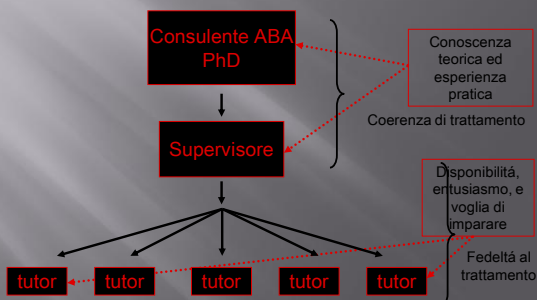 Consulente ABA
PhD
Conoscenza
teorica ed
esperienza
pratica
Coerenza di trattamento
Supervisore
Disponibilitá,
entusiasmo, e
voglia di
imparare
Fedeltá al
trattamento
tutor
tutor
tutor
tutor
tutor